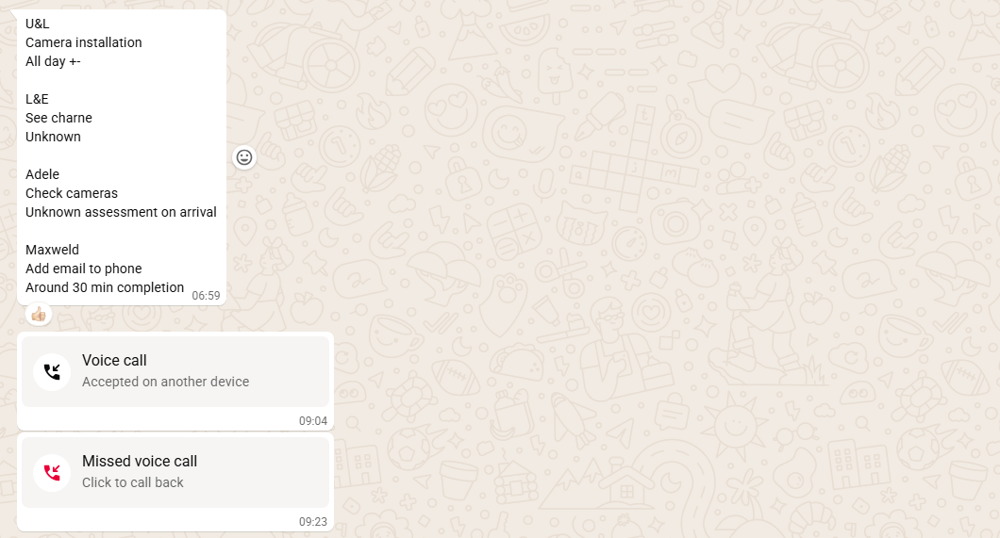 U&L
Camera installation
All day +-
L&E
See charne
Unknown
Adele
Check cameras
Unknown assessment on arrival
Maxweld
Add email to phone
Around 30 min completion
06:59
Voice call
Accepted on another device
09:04
Missed voice call
Click to call back
09:23